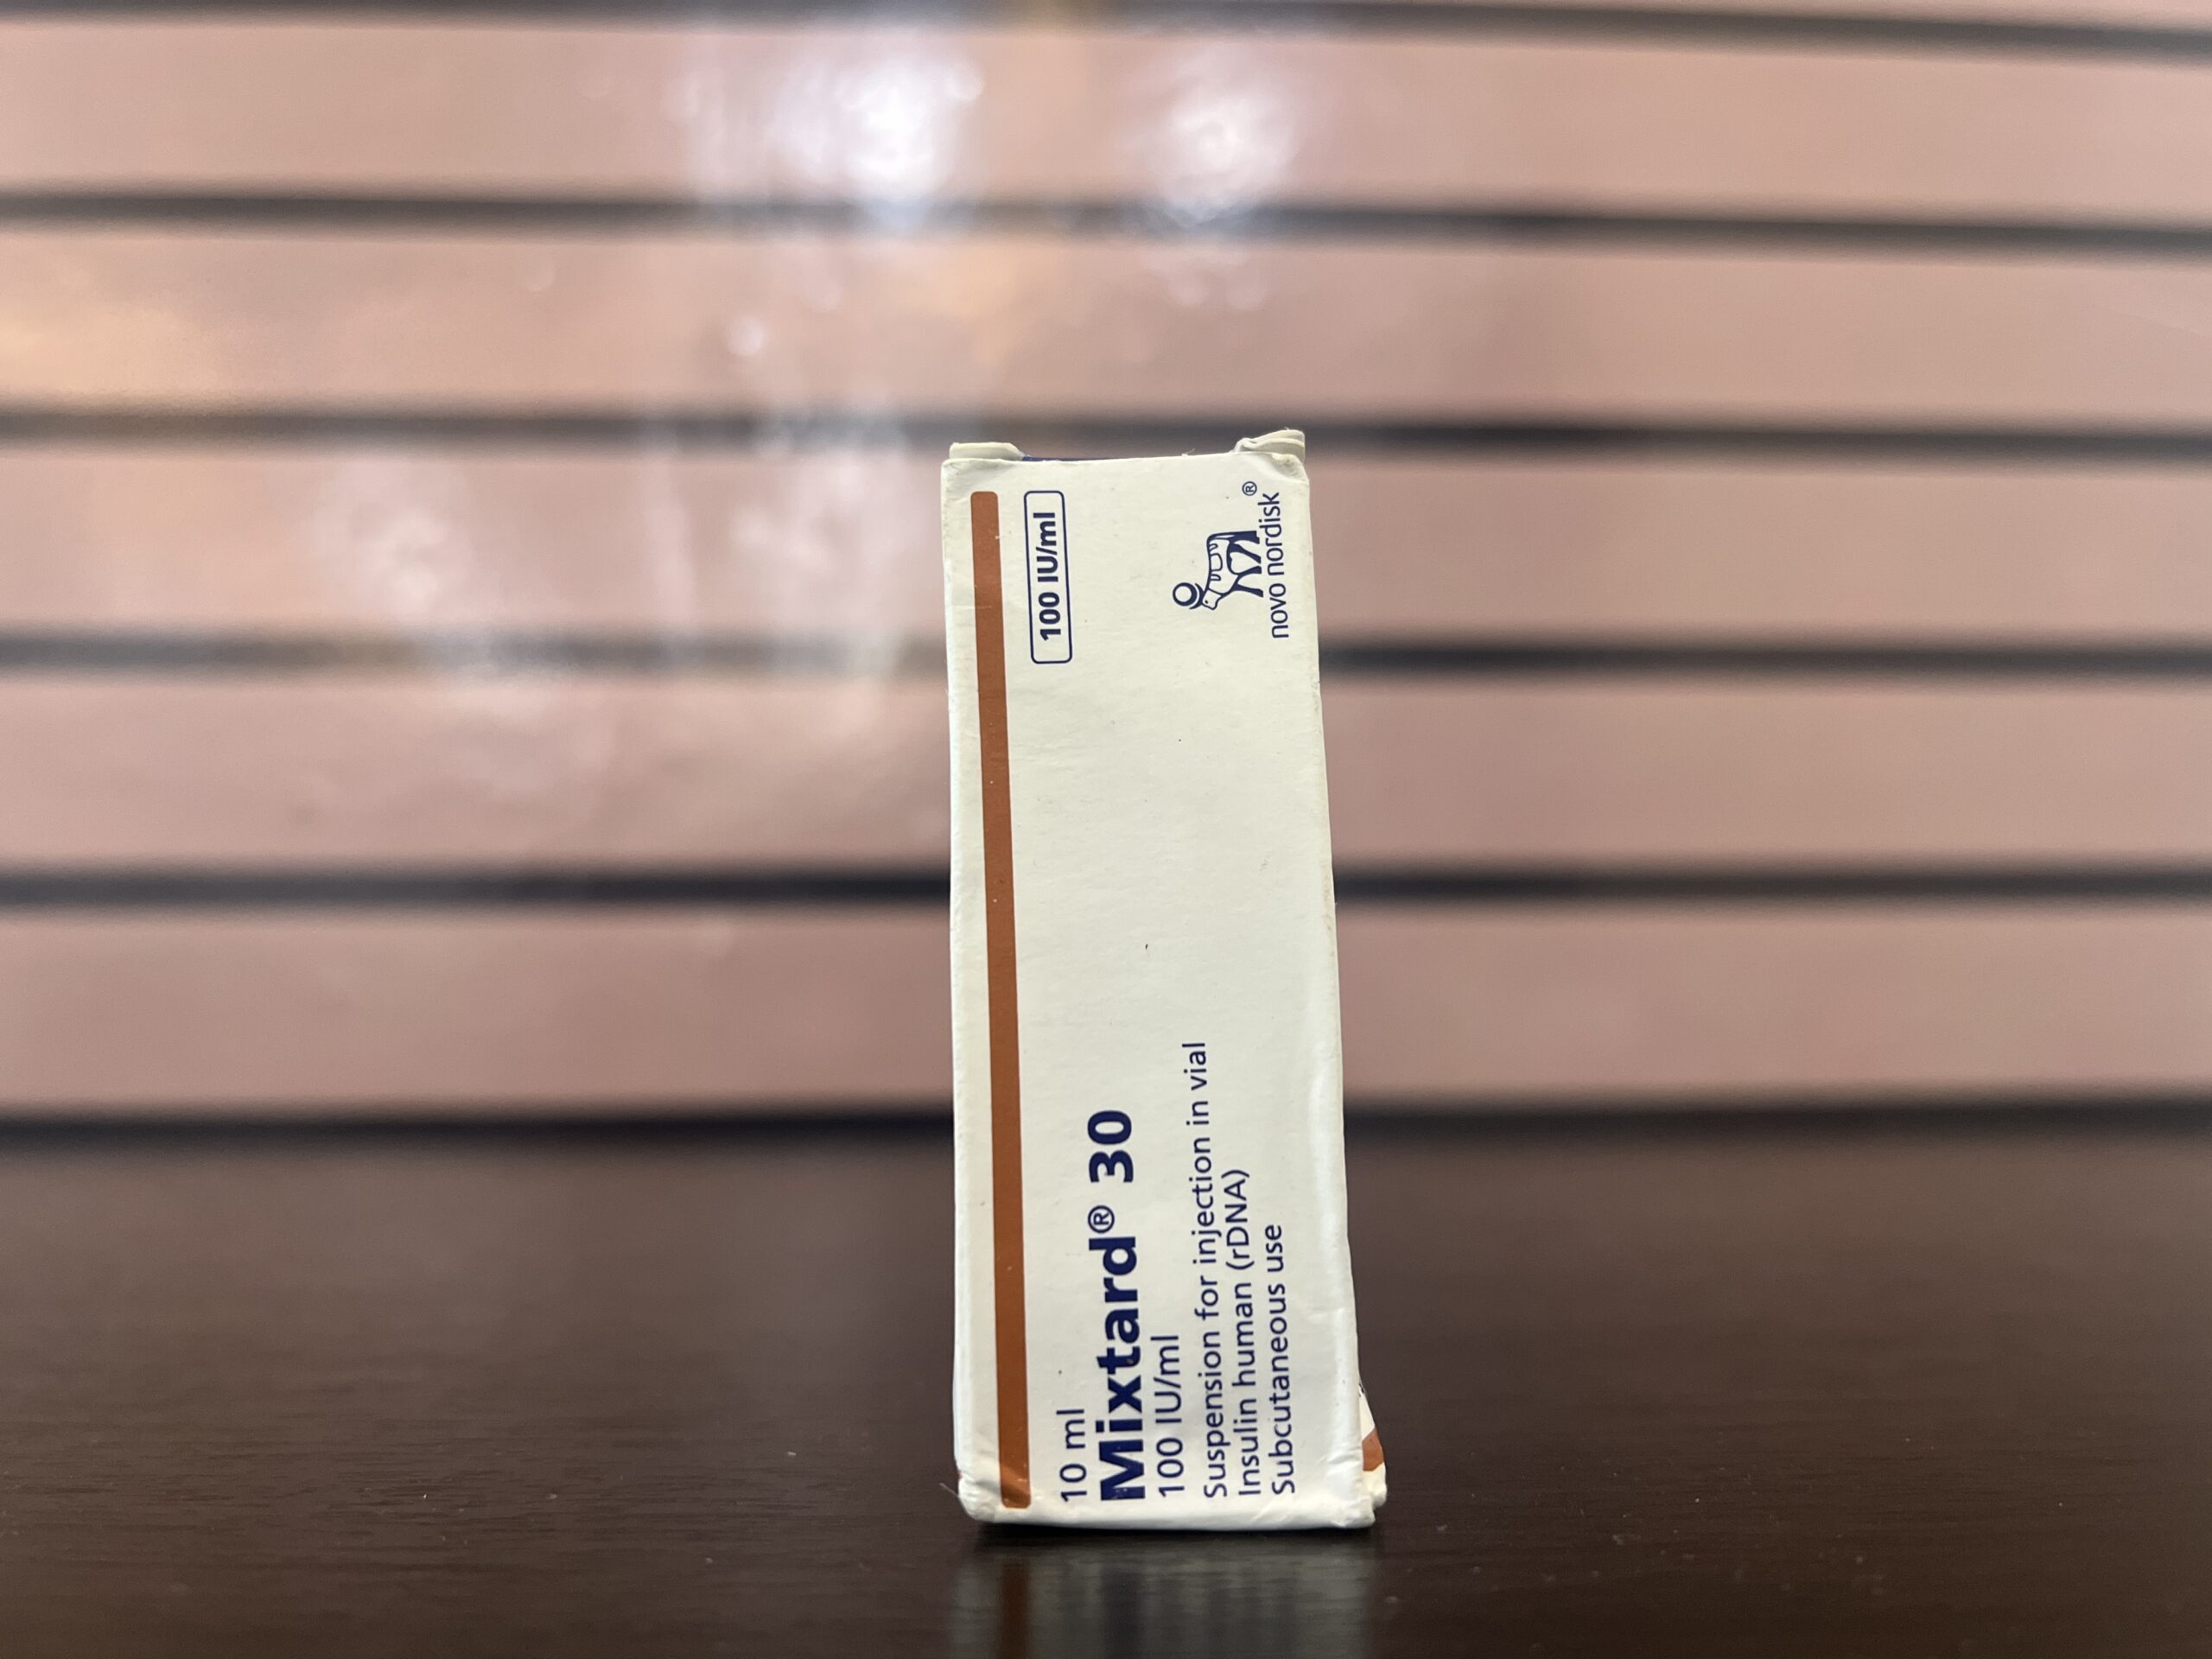 100 IU/ml
novo nordisk®
10 ml
Mixtard® 30
100 IU/ml
Suspension for injection in vial
Insulin human (rDNA)
Subcutaneous use